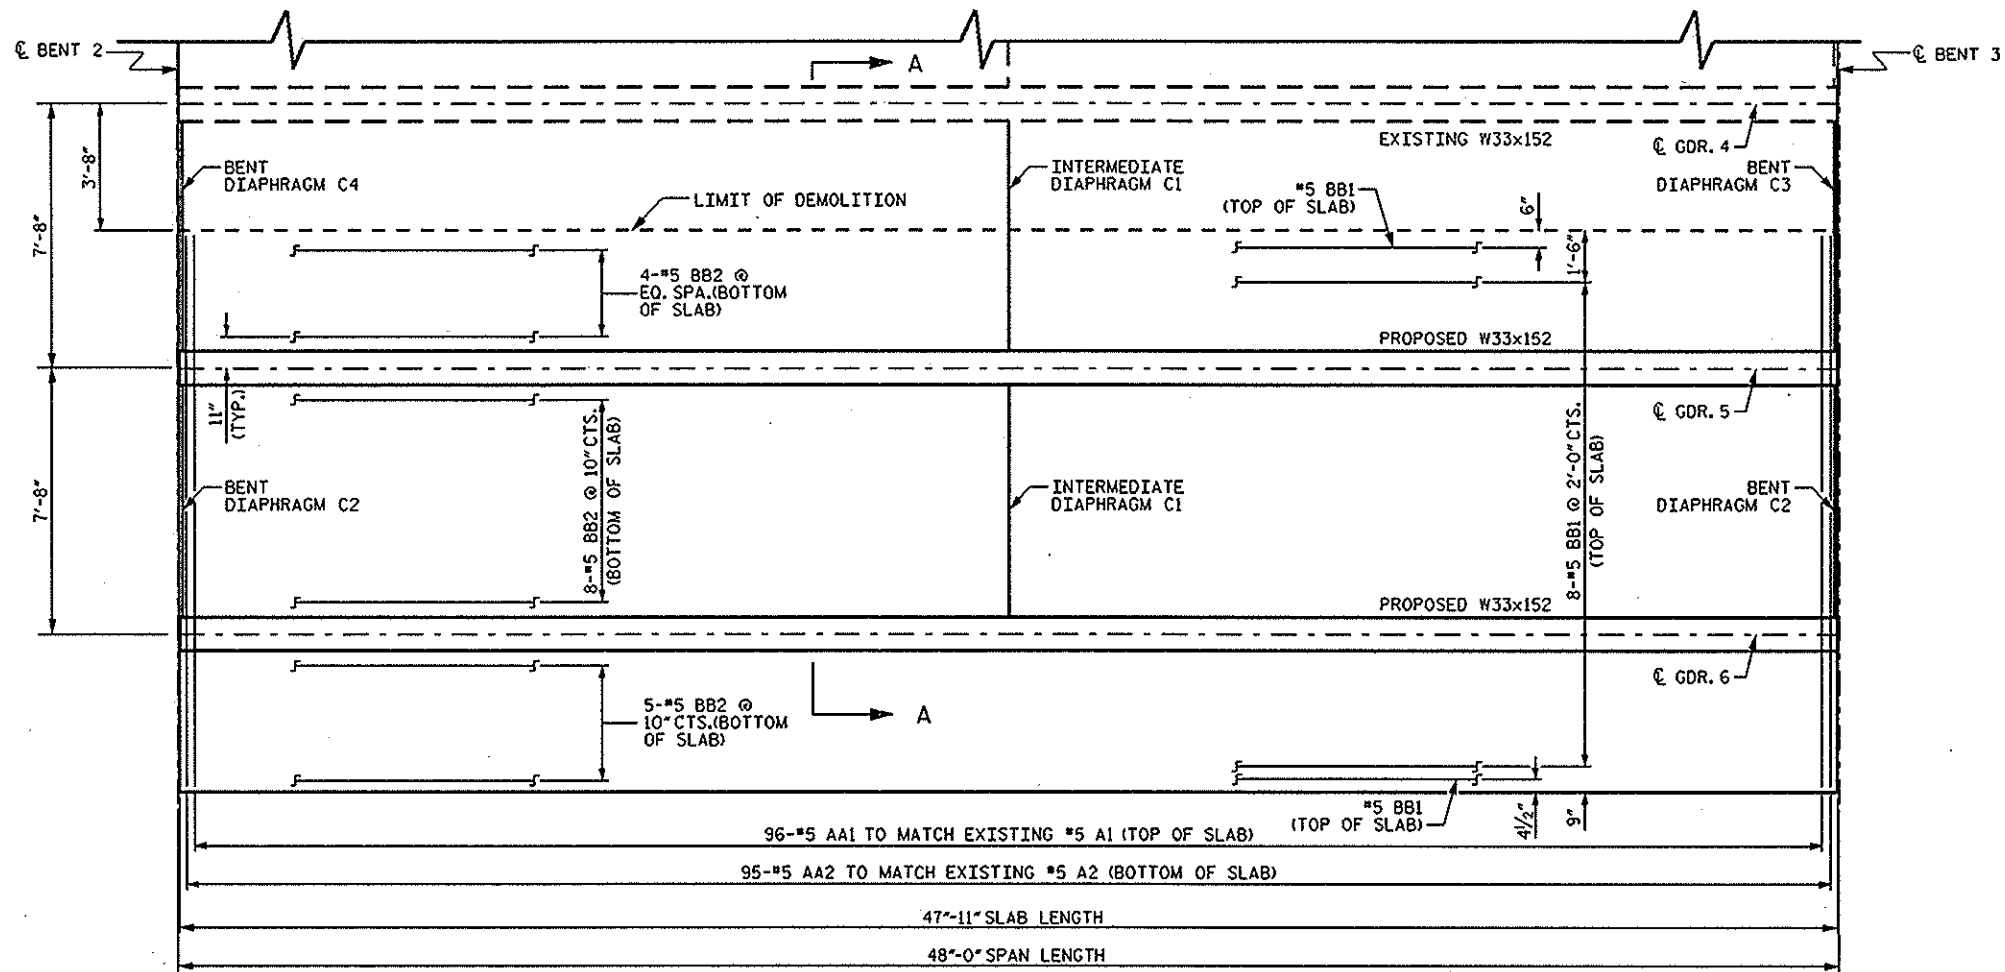 ℄ BENT 2
℄ BENT 3
A
EXISTING W33x152
℄ GDR. 4
7'-8"
3'-8"
BENT
DIAPHRAGM C4
INTERMEDIATE
DIAPHRAGM C1
BENT
DIAPHRAGM C3
LIMIT OF DEMOLITION
#5 BB1
(TOP OF SLAB)
6"
1'-6"
4-#5 BB2 @
EQ. SPA.(BOTTOM
OF SLAB)
PROPOSED W33x152
11"
(TYP.)
℄ GDR. 5
7'-8"
8-#5 BB2 @ 10" CTS.
(BOTTOM OF SLAB)
8-#5 BB1 @ 2'-0" CTS.
(TOP OF SLAB)
BENT
DIAPHRAGM C2
INTERMEDIATE
DIAPHRAGM C1
BENT
DIAPHRAGM C2
PROPOSED W33x152
℄ GDR. 6
5-#5 BB2 @
10" CTS.(BOTTOM
OF SLAB)
A
#5 BB1
(TOP OF SLAB)
4½"
9"
96-#5 AA1 TO MATCH EXISTING #5 A1 (TOP OF SLAB)
95-#5 AA2 TO MATCH EXISTING #5 A2 (BOTTOM OF SLAB)
47'-11" SLAB LENGTH
48'-0" SPAN LENGTH